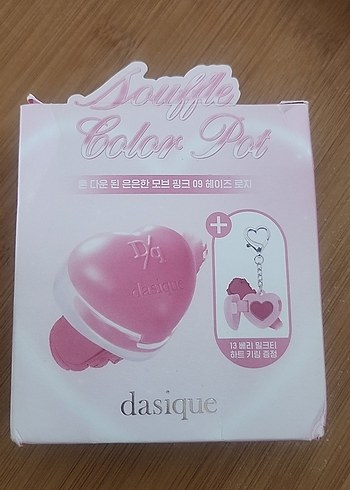 Souffle
Color Pot
톤 다운 된 은은한 모브 핑크 09 헤이즈 로지
D/q
dasique
13 베리 밀크티
하트 키링 증정
dasique